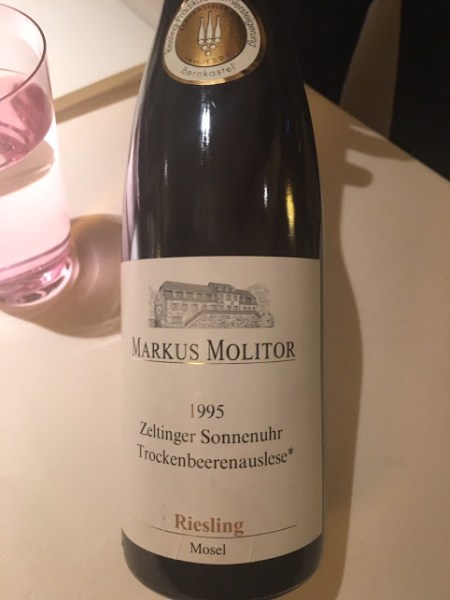 Bernkastel
MARKUS MOLITOR
1995
Zeltinger Sonnenuhr
Trockenbeerenauslese*
Riesling
Mosel